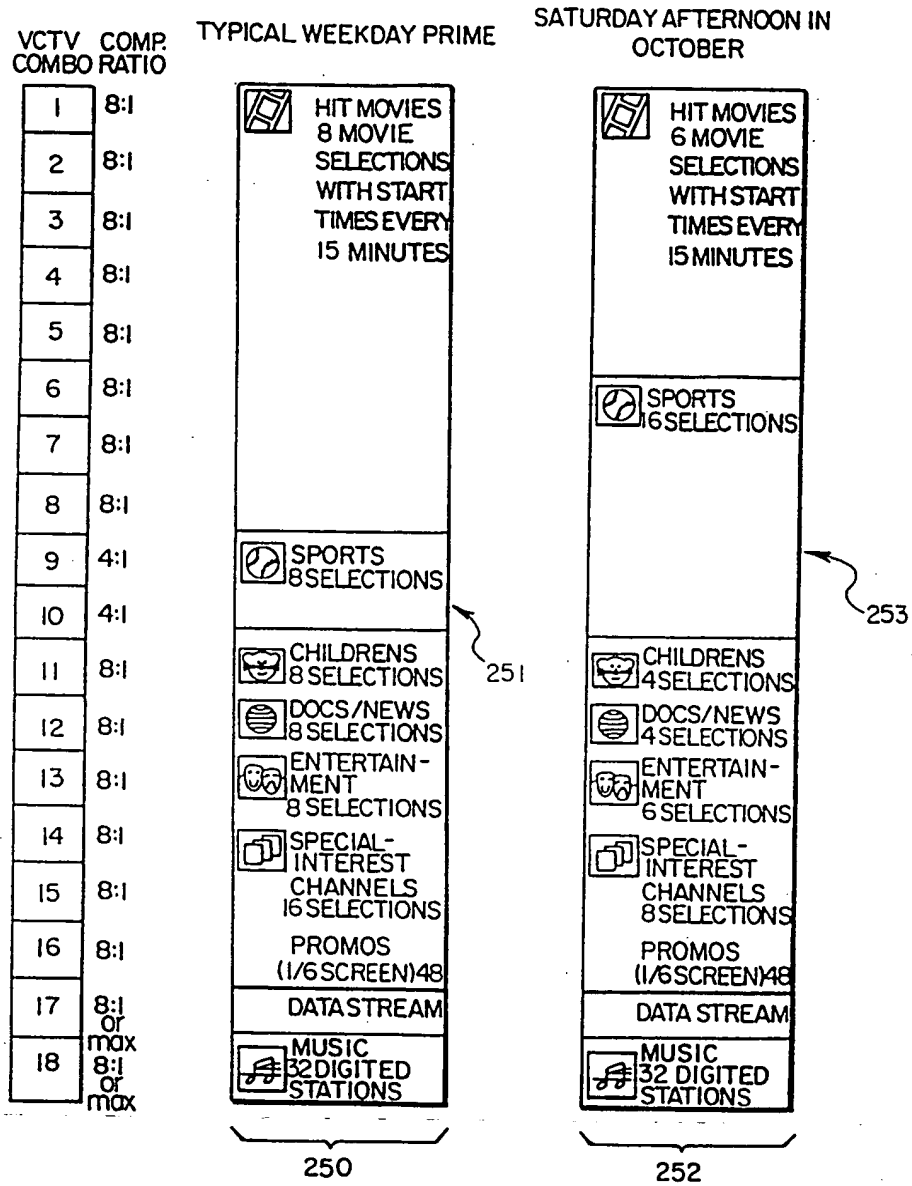 VCTV COMP.
COMBO RATIO
1 8:1
2 8:1
3 8:1
4 8:1
5 8:1
6 8:1
7 8:1
8 8:1
9 4:1
10 4:1
11 8:1
12 8:1
13 8:1
14 8:1
15 8:1
16 8:1
17 8:1
or
max
18 8:1
or
max
TYPICAL WEEKDAY PRIME
HIT MOVIES
8 MOVIE
SELECTIONS
WITH START
TIMES EVERY
15 MINUTES
SPORTS
8 SELECTIONS
251
CHILDRENS
8 SELECTIONS
DOCS/NEWS
8 SELECTIONS
ENTERTAIN-
MENT
8 SELECTIONS
SPECIAL-
INTEREST
CHANNELS
16 SELECTIONS
PROMOS
(1/6 SCREEN)48
DATA STREAM
MUSIC
32 DIGITED
STATIONS
250
SATURDAY AFTERNOON IN
OCTOBER
HIT MOVIES
6 MOVIE
SELECTIONS
WITH START
TIMES EVERY
15 MINUTES
SPORTS
16 SELECTIONS
253
CHILDRENS
4 SELECTIONS
DOCS/NEWS
4 SELECTIONS
ENTERTAIN-
MENT
6 SELECTIONS
SPECIAL-
INTEREST
CHANNELS
8 SELECTIONS
PROMOS
(1/6 SCREEN)48
DATA STREAM
MUSIC
32 DIGITED
STATIONS
252